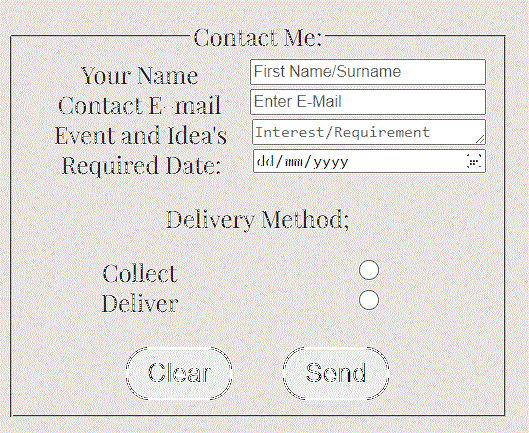 Contact Me:
Your Name First Name/Surname
Contact E-mail Enter E-Mail
Event and Idea's Interest/Requirement
Required Date: dd/mm/yyyy
Delivery Method;
Collect
Deliver
Clear Send